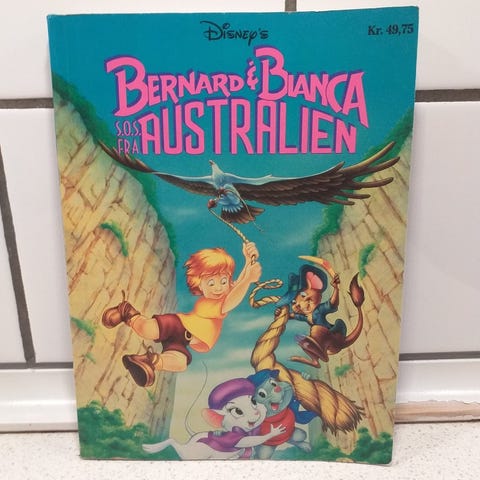 Disney's
Kr. 49,75
BERNARD & BIANCA
S.O.S. FRA AUSTRALIEN